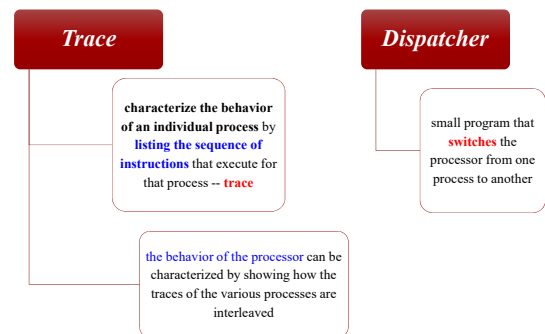 Trace
characterize the behavior
of an individual process by
listing the sequence of
instructions that execute for
that process -- trace
the behavior of the processor can be
characterized by showing how the
traces of the various processes are
interleaved
Dispatcher
small program that
switches the
processor from one
process to another